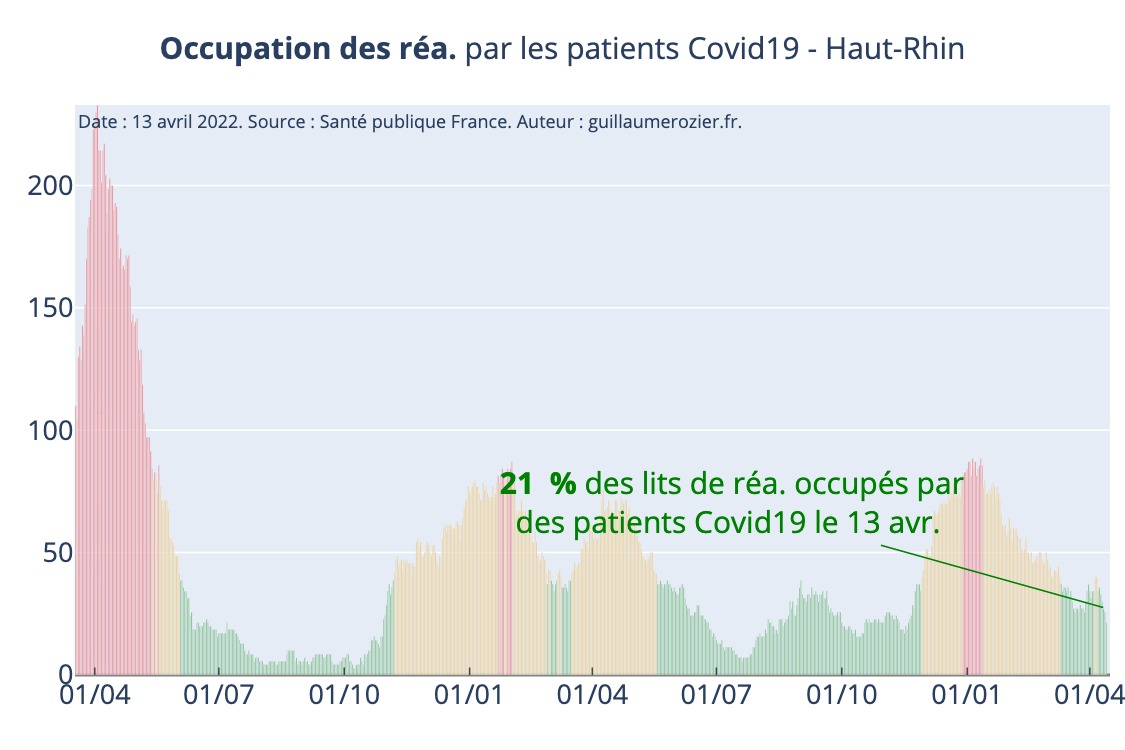 Occupation des réa. par les patients Covid19 - Haut-Rhin
Date : 13 avril 2022. Source : Santé publique France. Auteur : guillaumerozier.fr.
200
150
100
50
0
21 % des lits de réa. occupés par
des patients Covid19 le 13 avr.
01/04 01/07 01/10 01/01 01/04 01/07 01/10 01/01 01/04